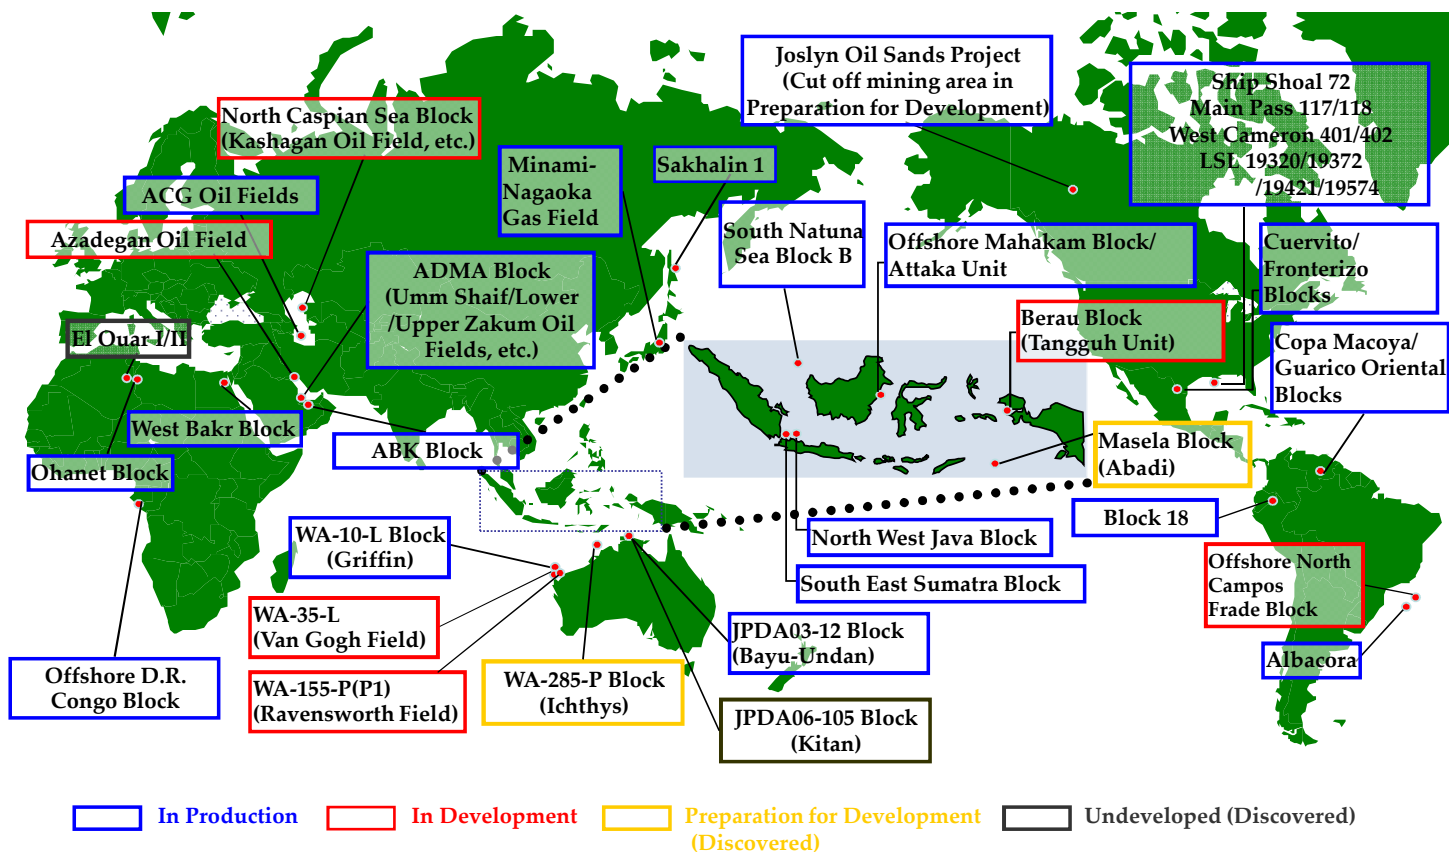 Joslyn Oil Sands Project
(Cut off mining area in
Preparation for Development)
Ship Shoal 72
Main Pass 117/118
West Cameron 401/402
LSL 19320/19372
/19421/19574
North Caspian Sea Block
(Kashagan Oil Field, etc.)
Minami-
Nagaoka
Gas Field
Sakhalin 1
ACG Oil Fields
Azadegan Oil Field
South Natuna
Sea Block B
Offshore Mahakam Block/
Attaka Unit
Cuervito/
Fronterizo
Blocks
ADMA Block
(Umm Shaif/Lower
/Upper Zakum Oil
Fields, etc.)
Berau Block
(Tangguh Unit)
El Ouar I/II
Copa Macoya/
Guarico Oriental
Blocks
West Bakr Block
ABK Block
Masela Block
(Abadi)
Ohanet Block
Block 18
WA-10-L Block
(Griffin)
North West Java Block
South East Sumatra Block
Offshore North
Campos
Frade Block
WA-35-L
(Van Gogh Field)
JPDA03-12 Block
(Bayu-Undan)
Albacora
Offshore D.R.
Congo Block
WA-155-P(P1)
(Ravensworth Field)
WA-285-P Block
(Ichthys)
JPDA06-105 Block
(Kitan)
In Production
In Development
Preparation for Development
(Discovered)
Undeveloped (Discovered)